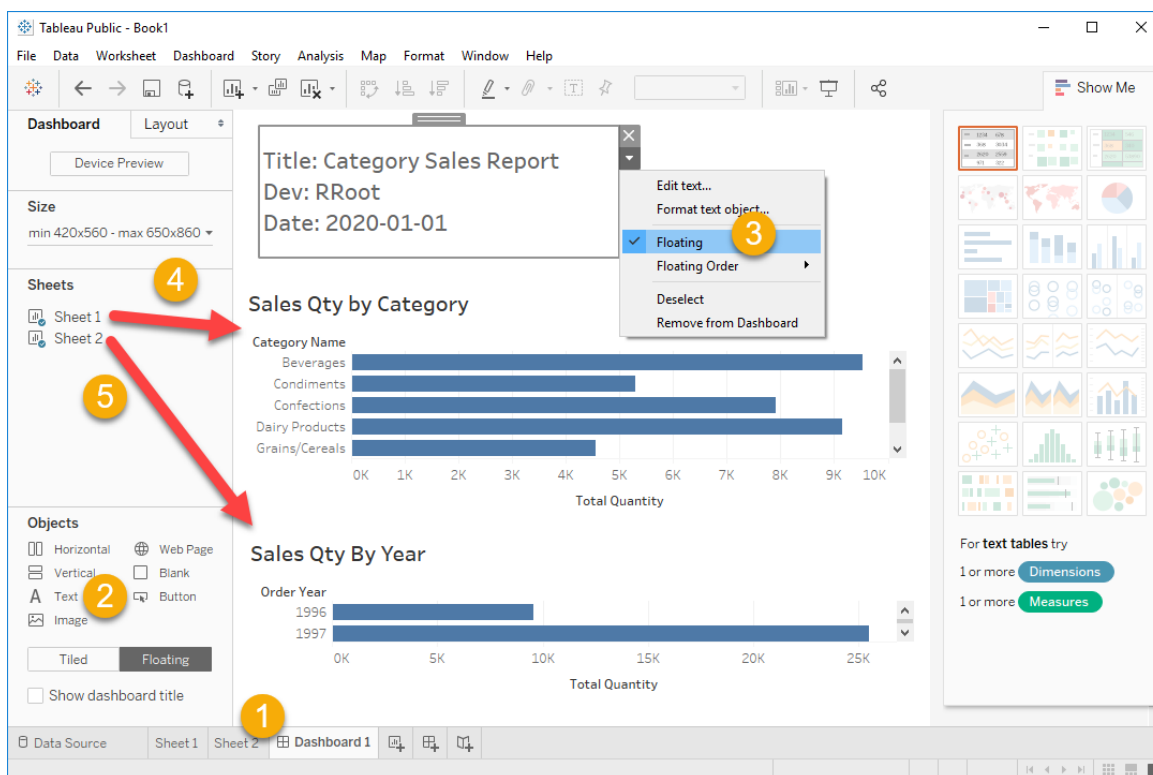 Tableau Public - Book1
File Data Worksheet Dashboard Story Analysis Map Format Window Help
Show Me
Dashboard Layout
Device Preview
Size
min 420x560 - max 650x860
Sheets
4
Sheet 1
Sheet 2
5
Objects
Horizontal Web Page
Vertical Blank
A Text 2 Button
Image
Tiled Floating
Show dashboard title
Title: Category Sales Report
Dev: RRoot
Date: 2020-01-01
Edit text...
Format text object...
Floating 3
Floating Order
Deselect
Remove from Dashboard
Sales Qty by Category
Category Name
Beverages
Condiments
Confections
Dairy Products
Grains/Cereals
0K 1K 2K 3K 4K 5K 6K 7K 8K 9K 10K
Total Quantity
Sales Qty By Year
Order Year
1996
1997
0K 5K 10K 15K 20K 25K
Total Quantity
For text tables try
1 or more Dimensions
1 or more Measures
1
Data Source Sheet 1 Sheet 2 Dashboard 1